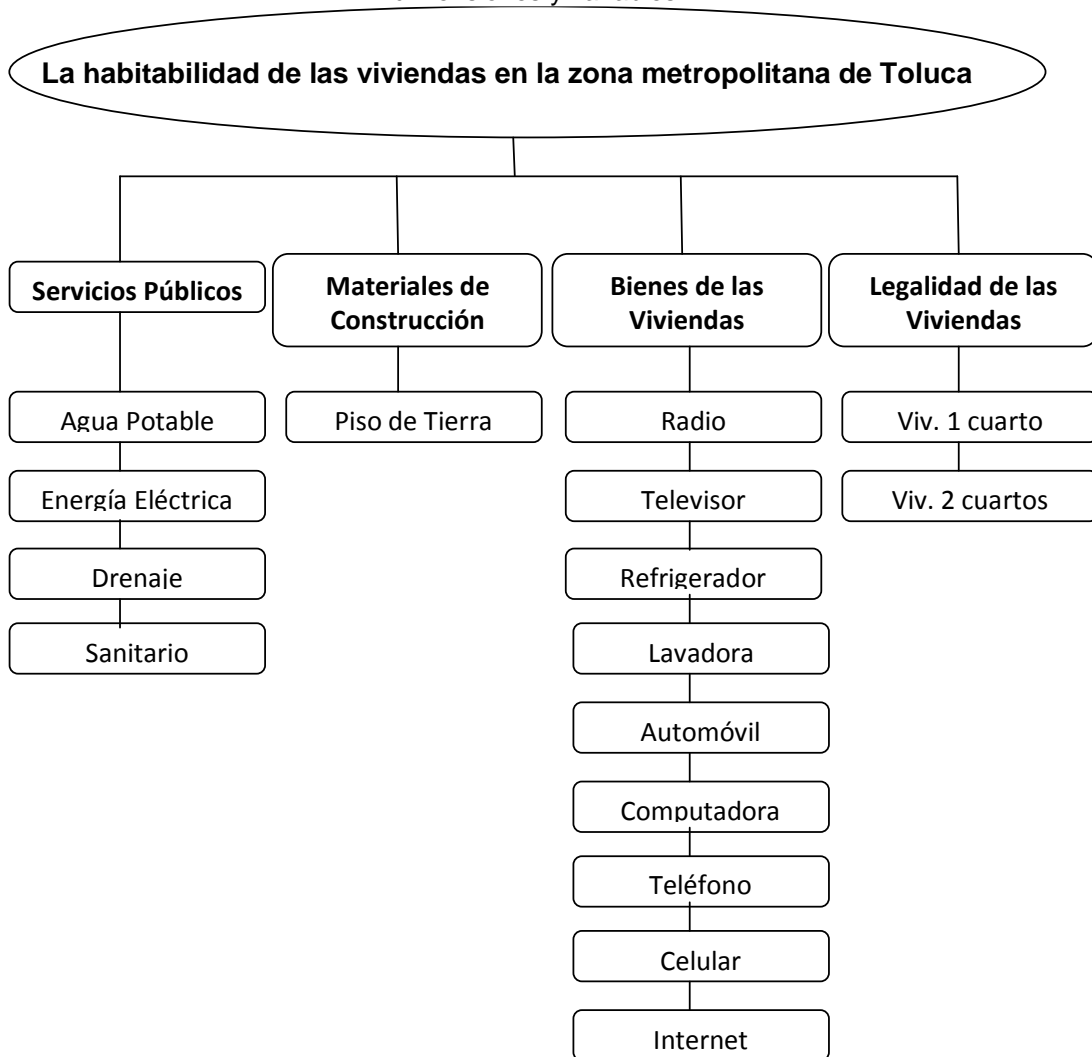 La habitabilidad de las viviendas en la zona metropolitana de Toluca
Servicios Públicos
Agua Potable
Energía Eléctrica
Drenaje
Sanitario
Materiales de
Construcción
Piso de Tierra
Bienes de las
Viviendas
Radio
Televisor
Refrigerador
Lavadora
Automóvil
Computadora
Teléfono
Celular
Internet
Legalidad de las
Viviendas
Viv. 1 cuarto
Viv. 2 cuartos